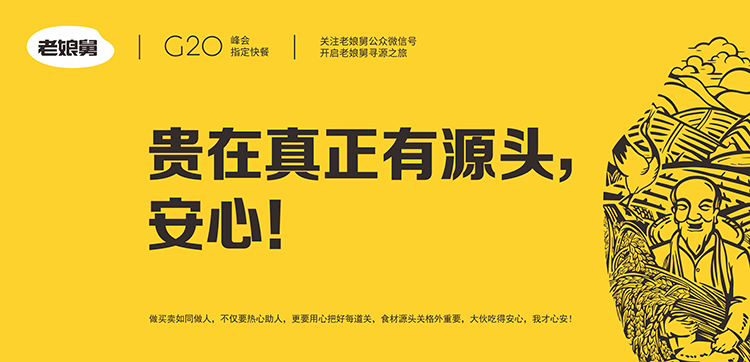 老娘舅
G20 峰会
指定快餐
关注老娘舅公众微信号
开启老娘舅寻源之旅
贵在真正有源头,
安心!
做买卖如同做人，不仅要热心助人，更要用心把好每道关，食材源头关格外重要，大伙吃得安心，我才心安！